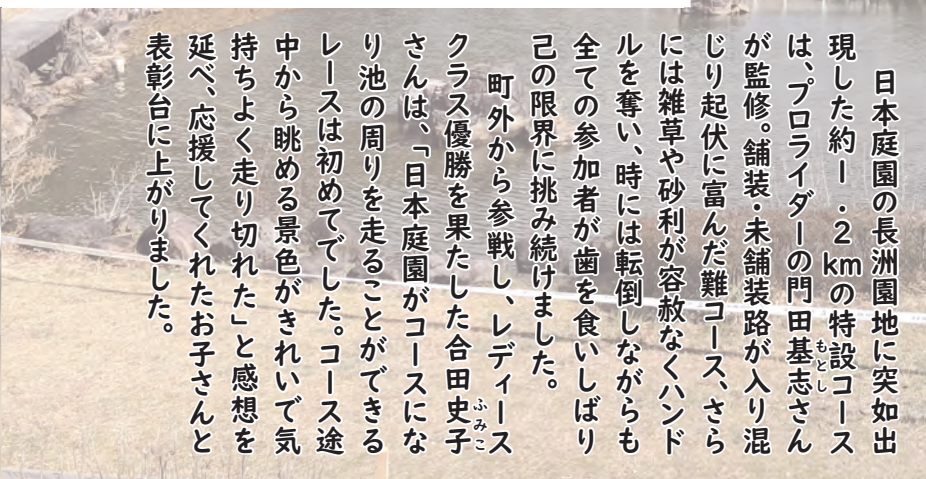 日本庭園の長洲園地に突如出
現した約1.2kmの特設コース
は、プロライダーの門田基志さん
もとし
が監修。舗装・未舗装路が入り混
じり起伏に富んだ難コース、さら
には雑草や砂利が容赦なくハンド
ルを奪い、時には転倒しながらも
全ての参加者が歯を食いしばり
己の限界に挑み続けました。
町外から参戦し、レディース
クラス優勝を果たした合田史子
ふみこ
さんは、「日本庭園がコースにな
り池の周りを走ることができる
レースは初めてでした。コース途
中から眺める景色がきれいで気
持ちよく走り切れた」と感想を
延べ、応援してくれたお子さんと
表彰台に上がりました。